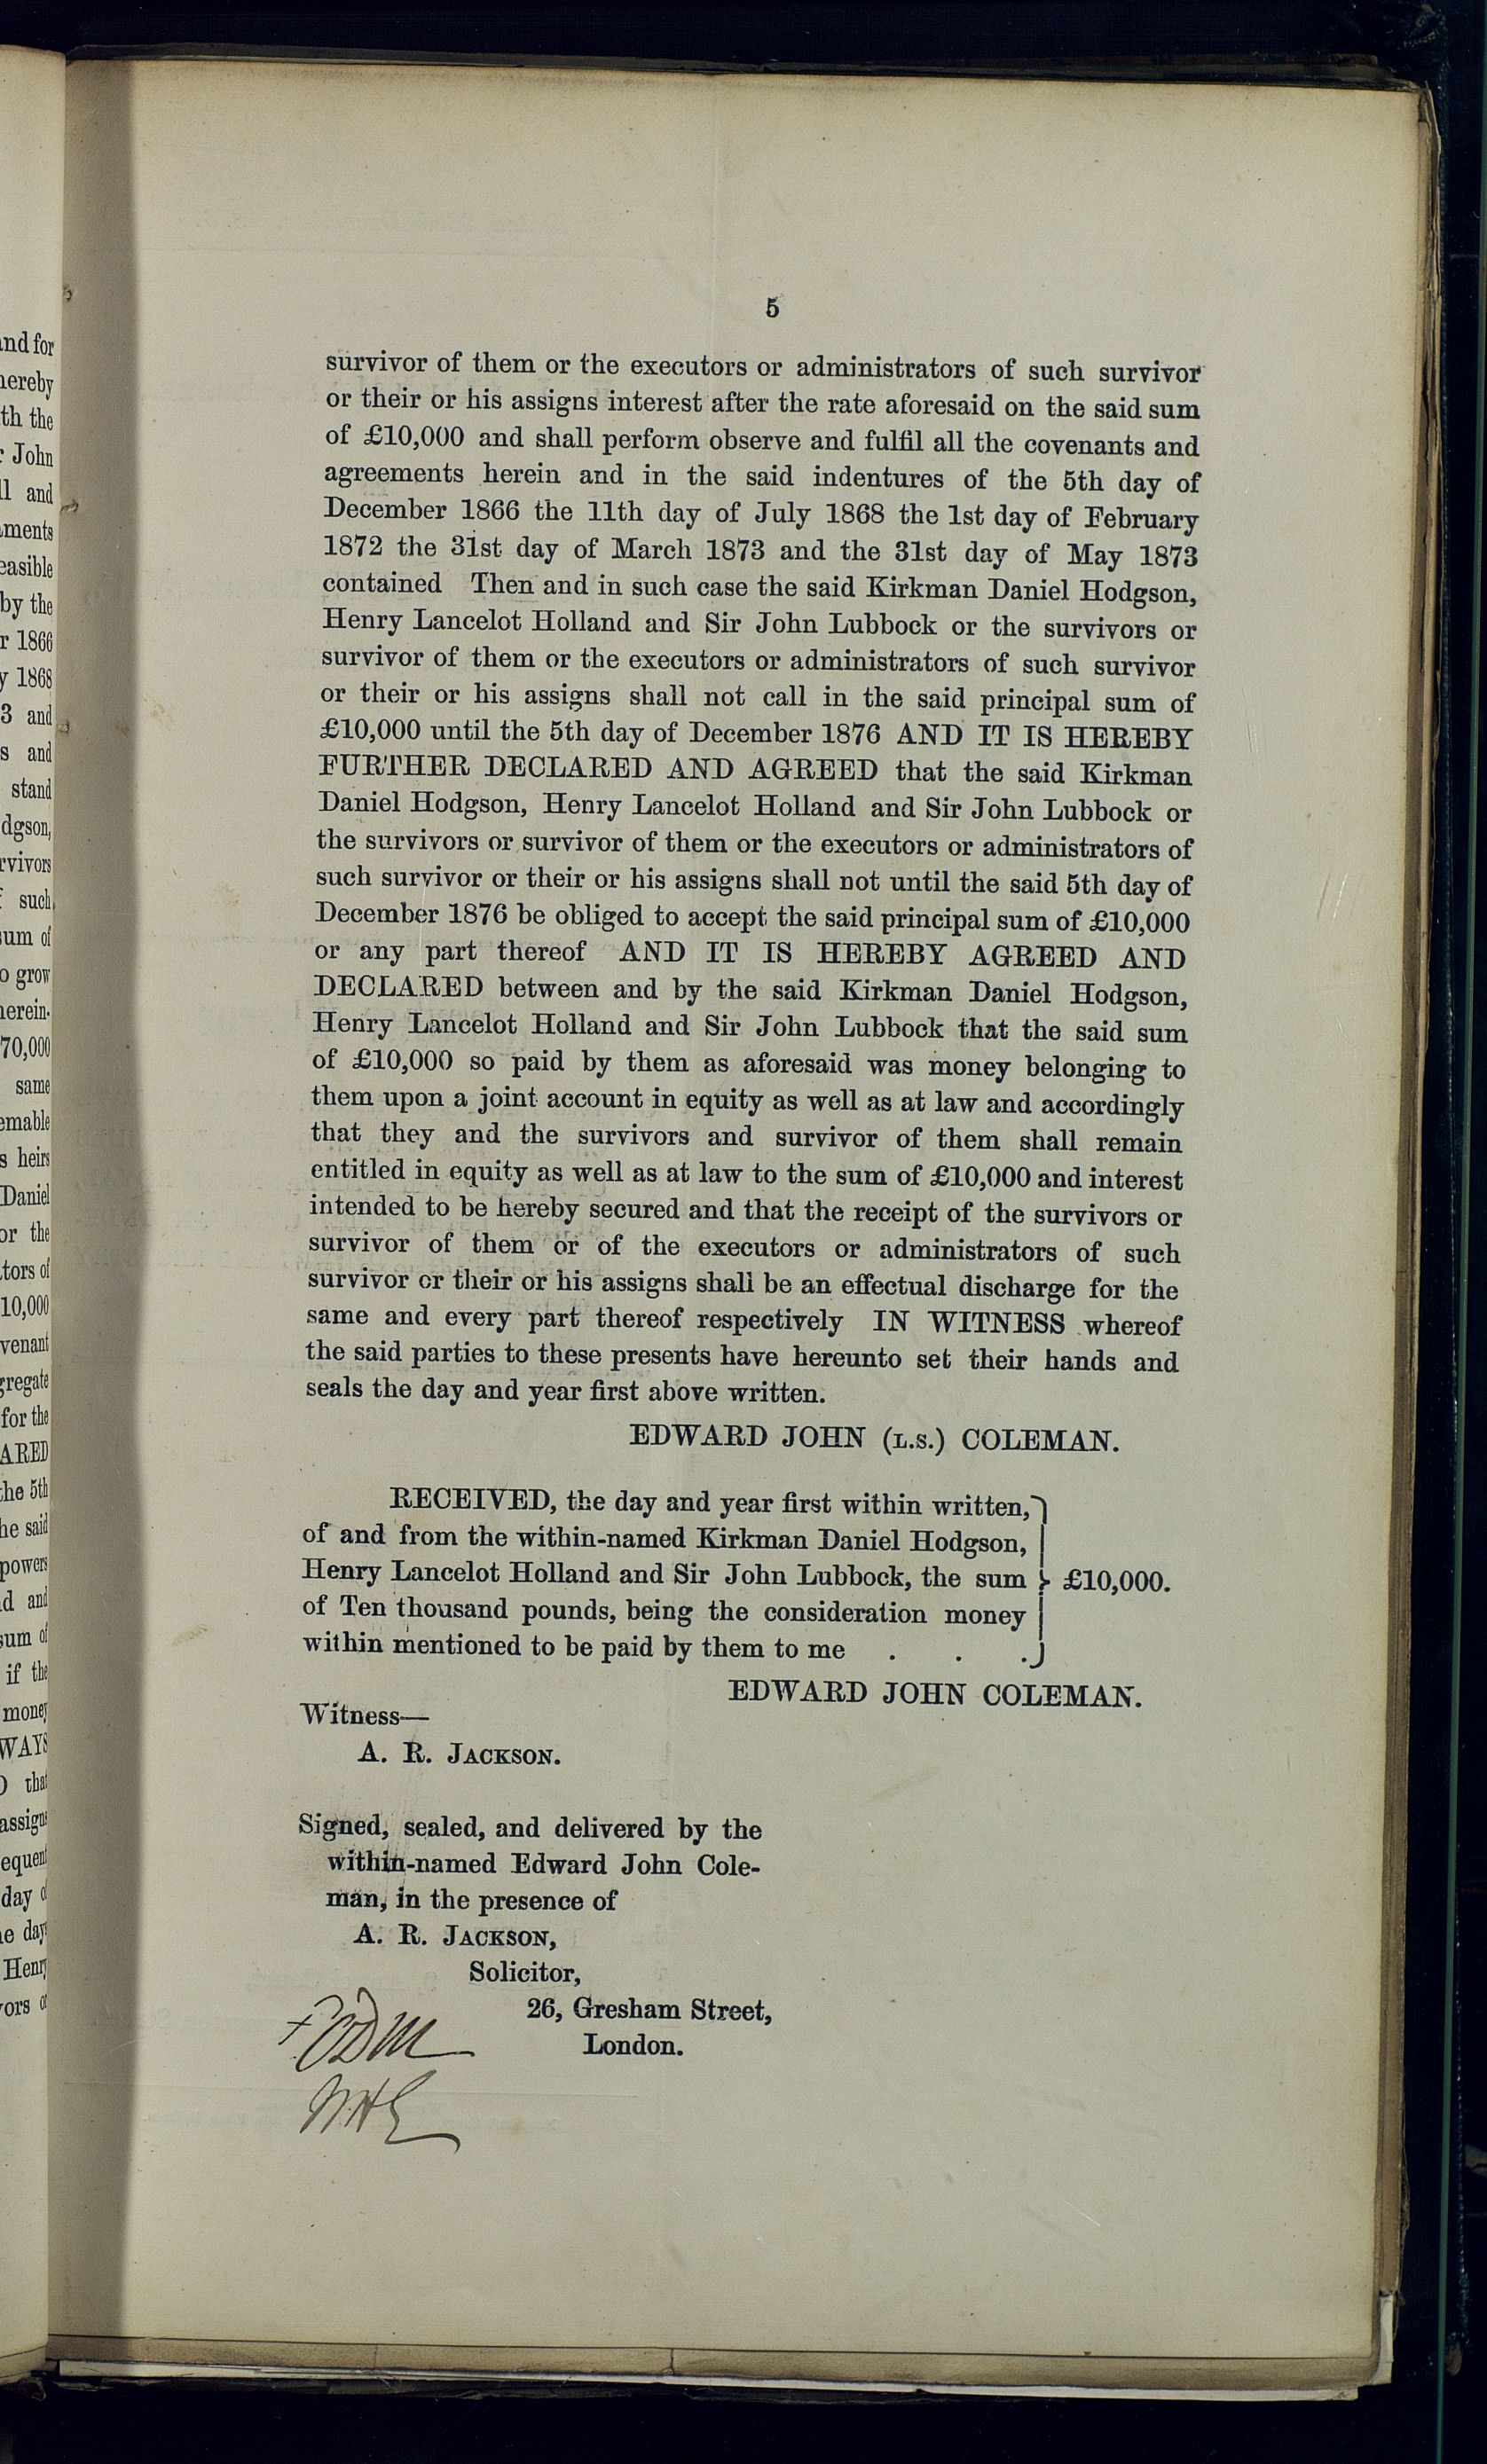 5
survivor of them or the executors or administrators of such survivor
or their or his assigns interest after the rate aforesaid on the said sum
of £10,000 and shall perform observe and fulfil all the covenants and
agreements herein and in the said indentures of the 5th day of
December 1866 the 11th day of July 1868 the 1st day of February
1872 the 31st day of March 1873 and the 31st day of May 1873
contained Then and in such case the said Kirkman Daniel Hodgson,
Henry Lancelot Holland and Sir John Lubbock or the survivors or
survivor of them or the executors or administrators of such survivor
or their or his assigns shall not call in the said principal sum of
£10,000 until the 5th day of December 1876 AND IT IS HEREBY
FURTHER DECLARED AND AGREED that the said Kirkman
Daniel Hodgson, Henry Lancelot Holland and Sir John Lubbock or
the survivors or survivor of them or the executors or administrators of
such survivor or their or his assigns shall not until the said 5th day of
December 1876 be obliged to accept the said principal sum of £10,000
or any part thereof AND IT IS HEREBY AGREED AND
DECLARED between and by the said Kirkman Daniel Hodgson,
Henry Lancelot Holland and Sir John Lubbock that the said sum
of £10,000 so paid by them as aforesaid was money belonging to
them upon a joint account in equity as well as at law and accordingly
that they and the survivors and survivor of them shall remain
entitled in equity as well as at law to the sum of £10,000 and interest
intended to be hereby secured and that the receipt of the survivors or
survivor of them or of the executors or administrators of such
survivor or their or his assigns shall be an effectual discharge for the
same and every part thereof respectively IN WITNESS whereof
the said parties to these presents have hereunto set their hands and
seals the day and year first above written.
EDWARD JOHN (L.S.) COLEMAN.
RECEIVED, the day and year first within written,
of and from the within-named Kirkman Daniel Hodgson,
Henry Lancelot Holland and Sir John Lubbock, the sum } £10,000.
of Ten thousand pounds, being the consideration money
within mentioned to be paid by them to me . . .
EDWARD JOHN COLEMAN.
Witness—
A. R. JACKSON.
Signed, sealed, and delivered by the
within-named Edward John Cole-
man, in the presence of
A. R. JACKSON,
Solicitor,
26, Gresham Street,
London.